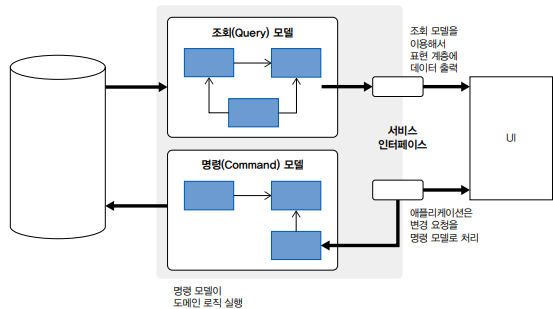 조회(Query) 모델
조회 모델을
이용해서
표현 계층에
데이터 출력
서비스
인터페이스
UI
명령(Command) 모델
애플리케이션은
변경 요청을
명령 모델로 처리
명령 모델이
도메인 로직 실행